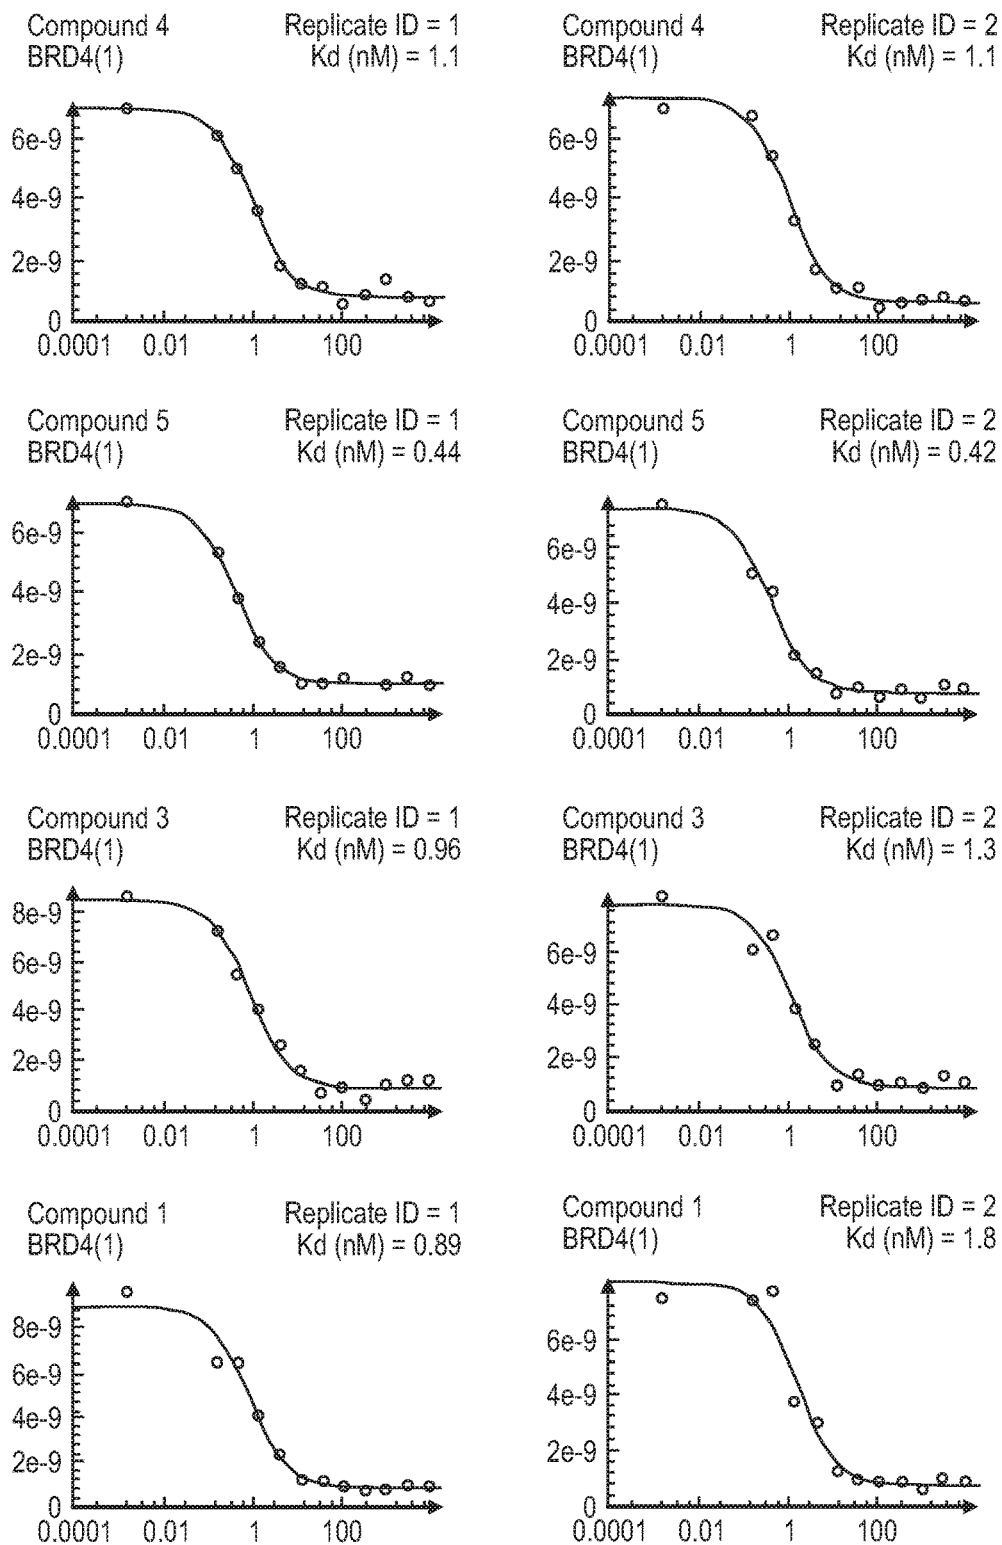 Compound 4 Replicate ID = 1
BRD4(1) Kd (nM) = 1.1
6e-9
4e-9
2e-9
0
0.0001 0.01 1 100
Compound 4 Replicate ID = 2
BRD4(1) Kd (nM) = 1.1
6e-9
4e-9
2e-9
0
0.0001 0.01 1 100
Compound 5 Replicate ID = 1
BRD4(1) Kd (nM) = 0.44
6e-9
4e-9
2e-9
0
0.0001 0.01 1 100
Compound 5 Replicate ID = 2
BRD4(1) Kd (nM) = 0.42
6e-9
4e-9
2e-9
0
0.0001 0.01 1 100
Compound 3 Replicate ID = 1
BRD4(1) Kd (nM) = 0.96
8e-9
6e-9
4e-9
2e-9
0
0.0001 0.01 1 100
Compound 3 Replicate ID = 2
BRD4(1) Kd (nM) = 1.3
6e-9
4e-9
2e-9
0
0.0001 0.01 1 100
Compound 1 Replicate ID = 1
BRD4(1) Kd (nM) = 0.89
8e-9
6e-9
4e-9
2e-9
0
0.0001 0.01 1 100
Compound 1 Replicate ID = 2
BRD4(1) Kd (nM) = 1.8
6e-9
4e-9
2e-9
0
0.0001 0.01 1 100